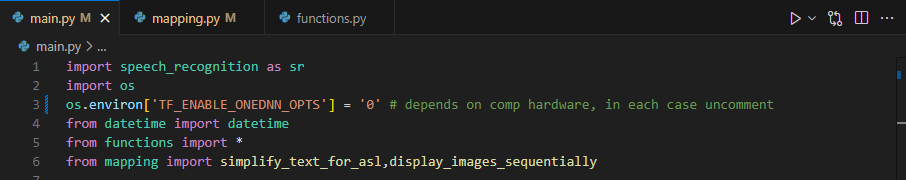 main.py M × mapping.py M functions.py
main.py > ...
1 import speech_recognition as sr
2 import os
3 os.environ['TF_ENABLE_ONEDNN_OPTS'] = '0' # depends on comp hardware, in each case uncomment
4 from datetime import datetime
5 from functions import *
6 from mapping import simplify_text_for_asl,display_images_sequentially
7